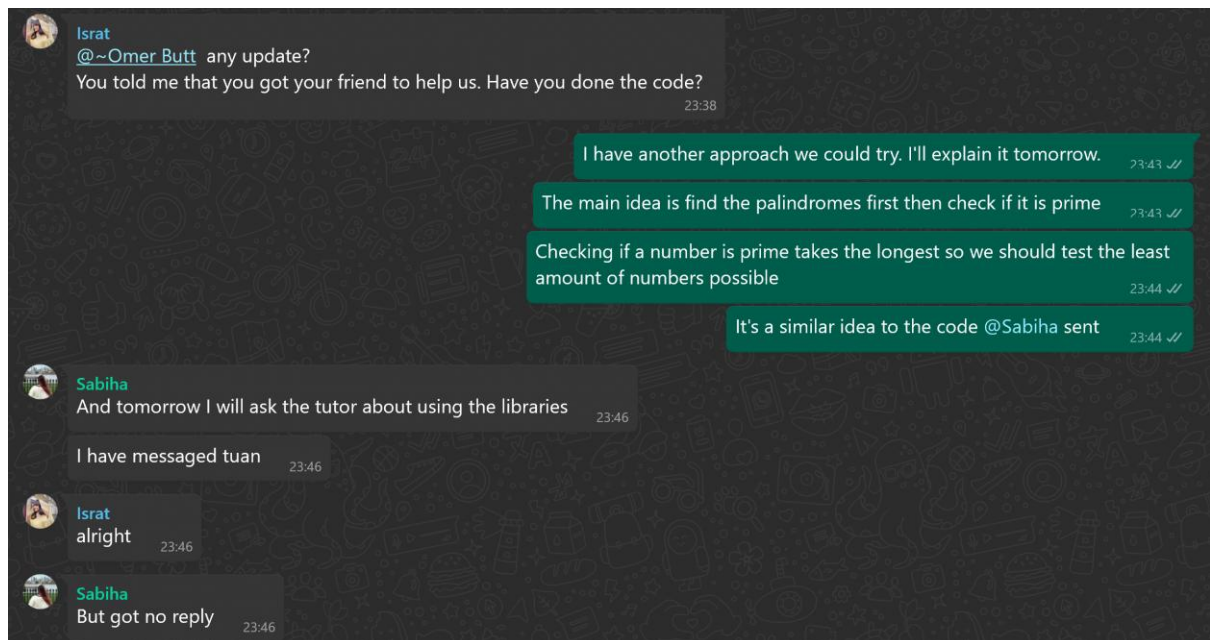 Israt
@~Omer Butt any update?
You told me that you got your friend to help us. Have you done the code?
23:38
I have another approach we could try. I'll explain it tomorrow. 23:43
The main idea is find the palindromes first then check if it is prime 23:43
Checking if a number is prime takes the longest so we should test the least
amount of numbers possible 23:44
It's a similar idea to the code @Sabiha sent 23:44
Sabiha
And tomorrow I will ask the tutor about using the libraries 23:46
I have messaged tuan 23:46
Israt
alright 23:46
Sabiha
But got no reply 23:46